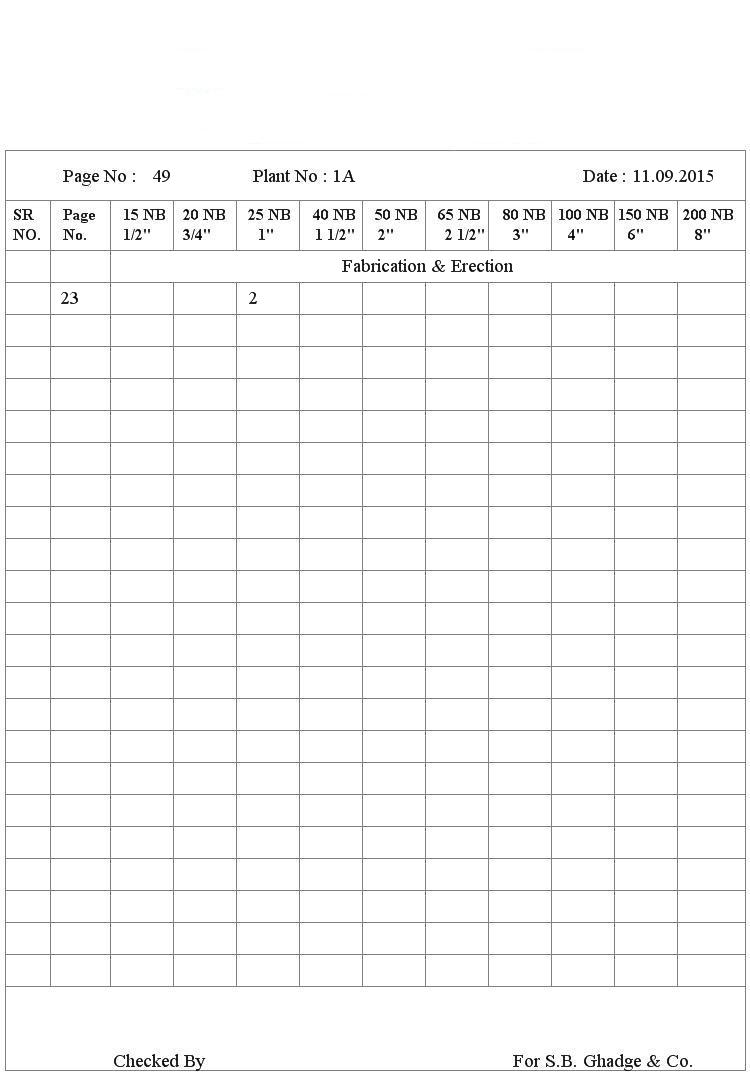 Page No : 49 Plant No : 1A Date : 11.09.2015
SR Page 15 NB 20 NB 25 NB 40 NB 50 NB 65 NB 80 NB 100 NB 150 NB 200 NB
NO. No. 1/2" 3/4" 1" 1 1/2" 2" 2 1/2" 3" 4" 6" 8"
Fabrication & Erection
23 2
Checked By For S.B. Ghadge & Co.